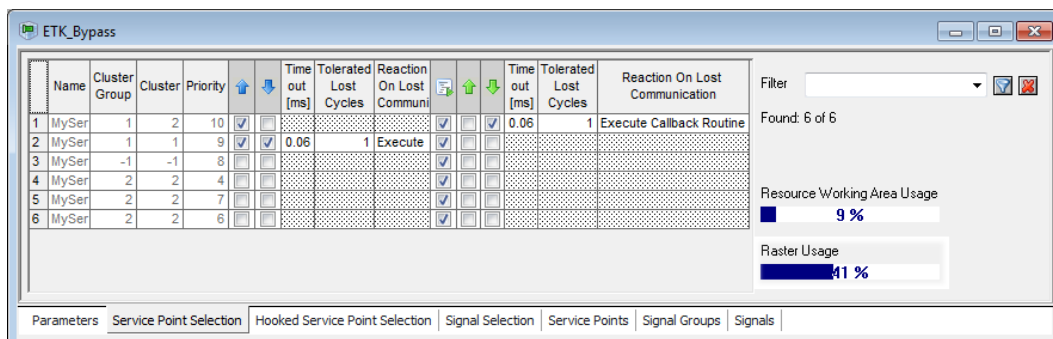 ETK_Bypass
Name Cluster Group Cluster Priority Time out [ms] Tolerated Lost Cycles Reaction On Lost Communi Time out [ms] Tolerated Lost Cycles Reaction On Lost Communication
1 MySer 1 2 10 0.06 1 Execute Callback Routine
2 MySer 1 1 9 0.06 1 Execute
3 MySer -1 -1 8
4 MySer 2 2 4
5 MySer 2 2 7
6 MySer 2 2 6
Filter
Found: 6 of 6
Resource Working Area Usage
9 %
Raster Usage
41 %
Parameters Service Point Selection Hooked Service Point Selection Signal Selection Service Points Signal Groups Signals